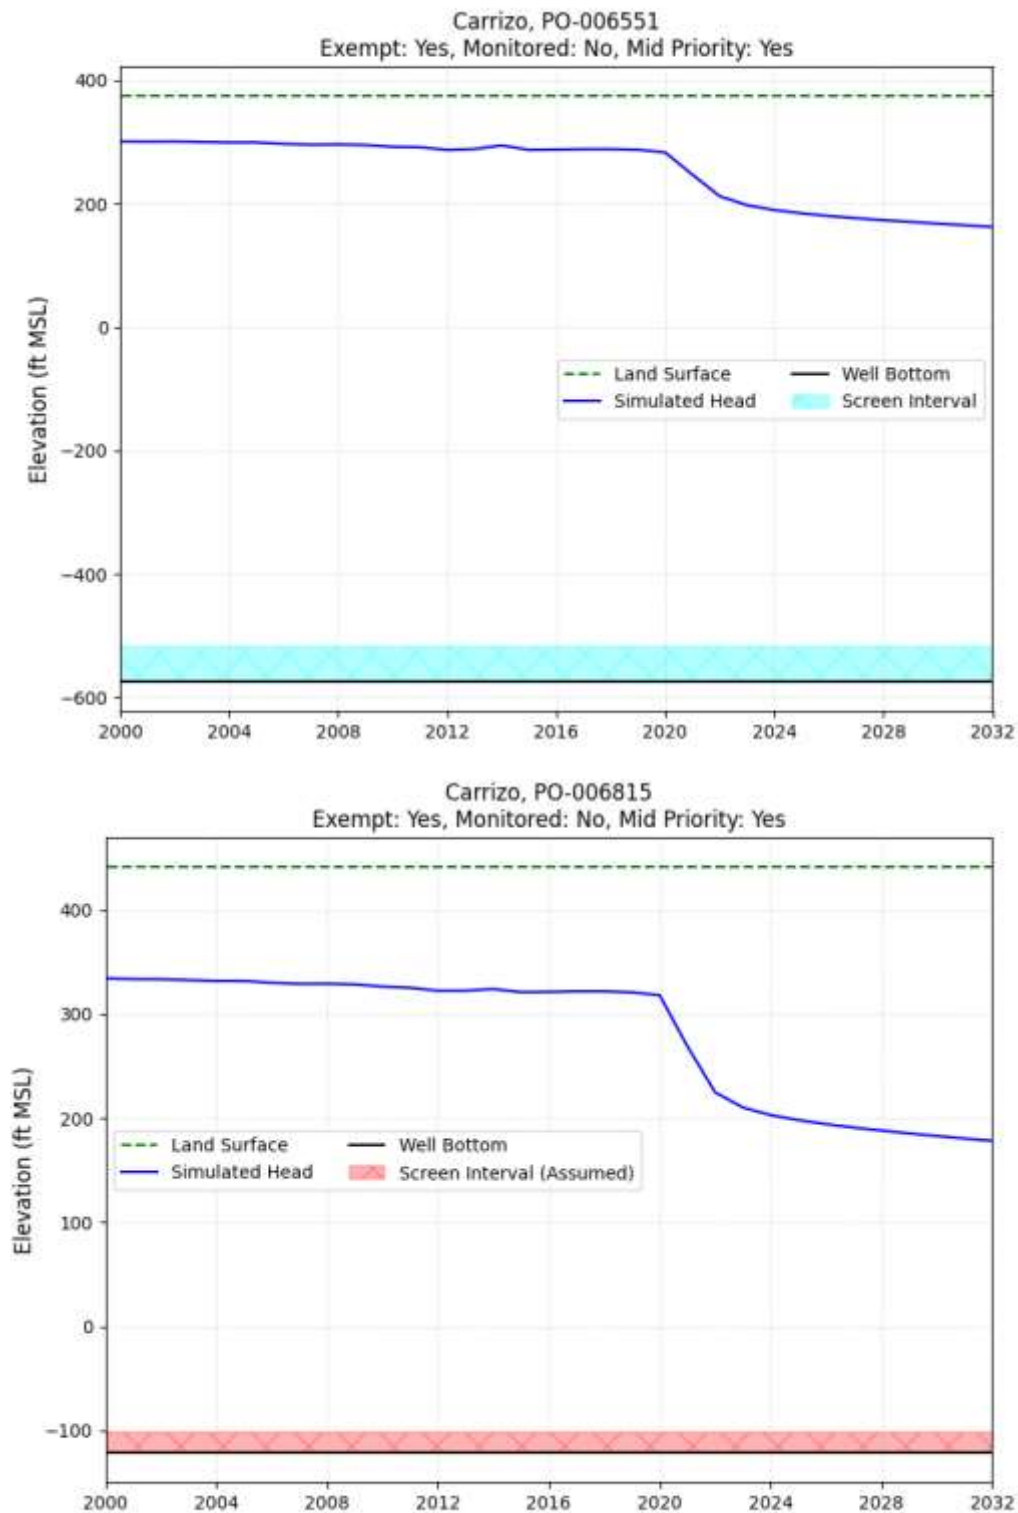 Carrizo, PO-006551
Exempt: Yes, Monitored: No, Mid Priority: Yes
400
200
0
−200
−400
−600
Elevation (ft MSL)
Land Surface
Simulated Head
Well Bottom
Screen Interval
2000 2004 2008 2012 2016 2020 2024 2028 2032
Carrizo, PO-006815
Exempt: Yes, Monitored: No, Mid Priority: Yes
400
300
200
100
0
−100
Elevation (ft MSL)
Land Surface
Simulated Head
Well Bottom
Screen Interval (Assumed)
2000 2004 2008 2012 2016 2020 2024 2028 2032